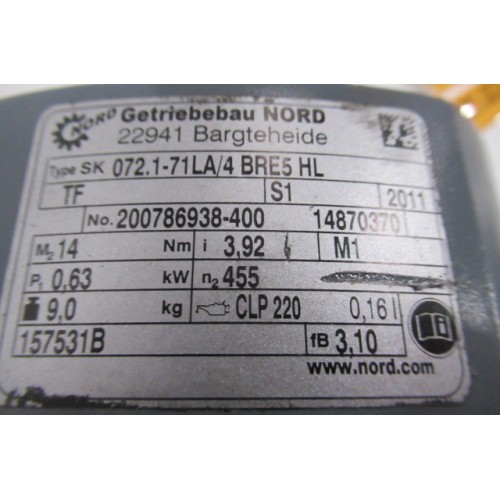 NORD Getriebebau NORD
22941 Bargteheide
Type SK 072.1-71LA/4 BRE5 HL
TF S1 2011
No. 200786938-400 14870370
M2 14 Nm i 3,92 M1
P1 0,63 kW n2 455
9,0 kg CLP 220 0,16 l
157531B fB 3,10
www.nord.com